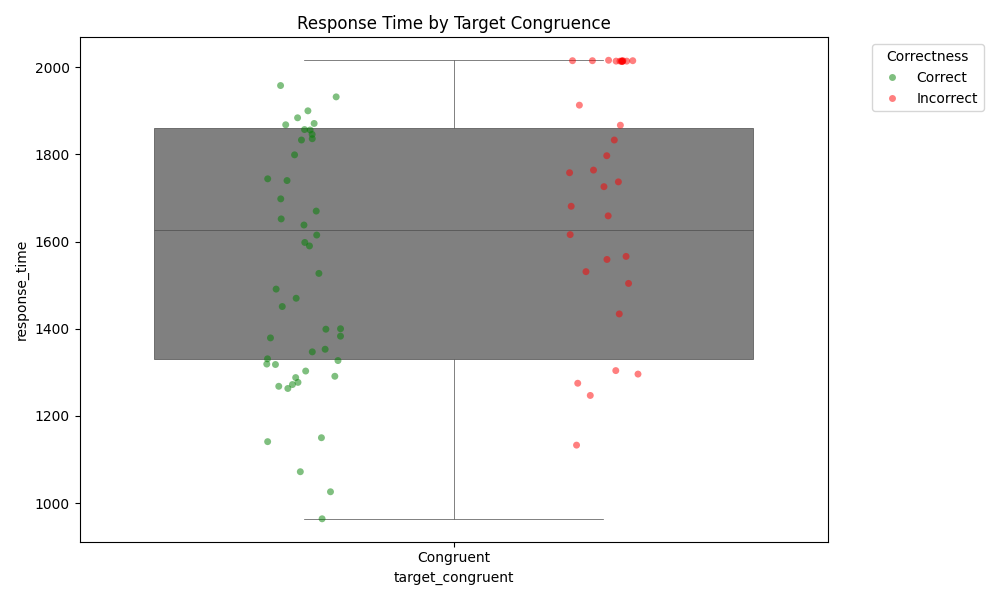 Response Time by Target Congruence
Correctness
Correct
Incorrect
2000
1800
1600
1400
1200
1000
response_time
Congruent
target_congruent